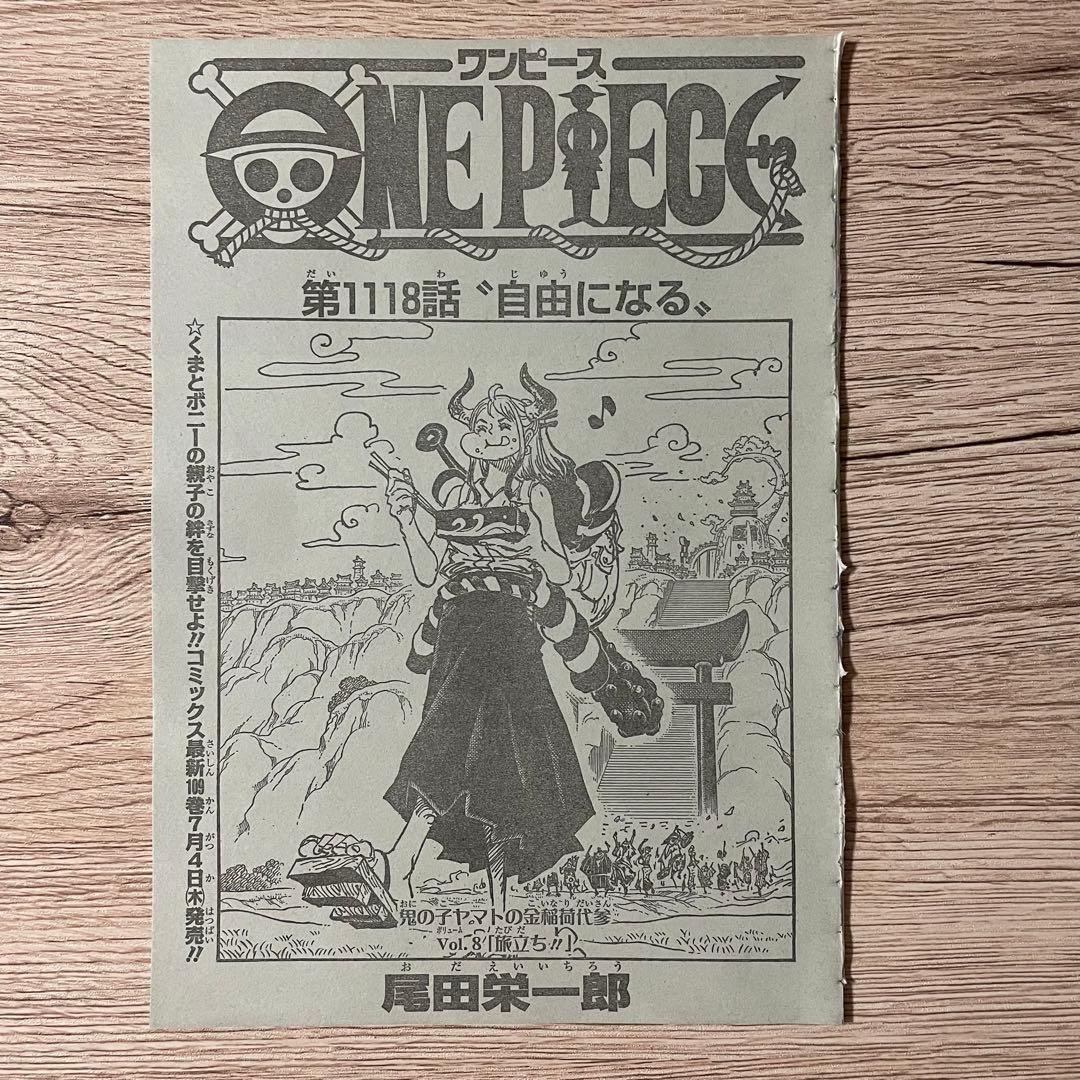 ワンピース
ONE PIECE
第1118話〝自由になる〟
☆くまとボニーの親子の絆を目撃せよ!!コミックス最新109巻7月4日(木)発売!!
鬼の子ヤマトの金稲荷代参
Vol.8「旅立ち!!」
尾田栄一郎